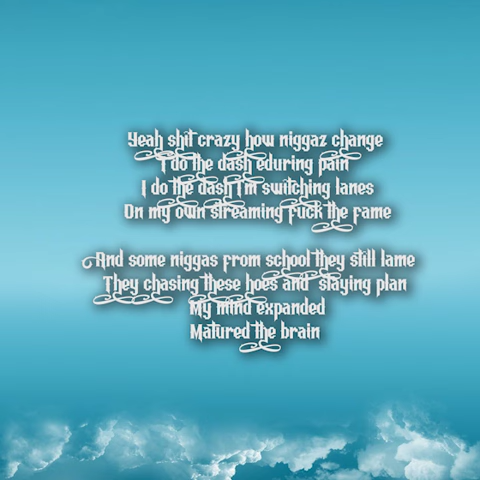 Yeah shit crazy how niggaz change
I do the dash eduring pain
I do the dash I'm switching lanes
On my own streaming fuck the fame
And some niggas from school they still lame
They chasing these hoes and slaying plan
My mind expanded
Matured the brain